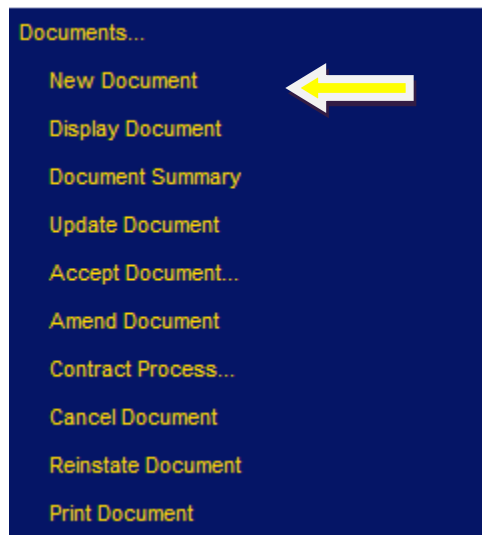 Documents...
New Document
Display Document
Document Summary
Update Document
Accept Document...
Amend Document
Contract Process...
Cancel Document
Reinstate Document
Print Document